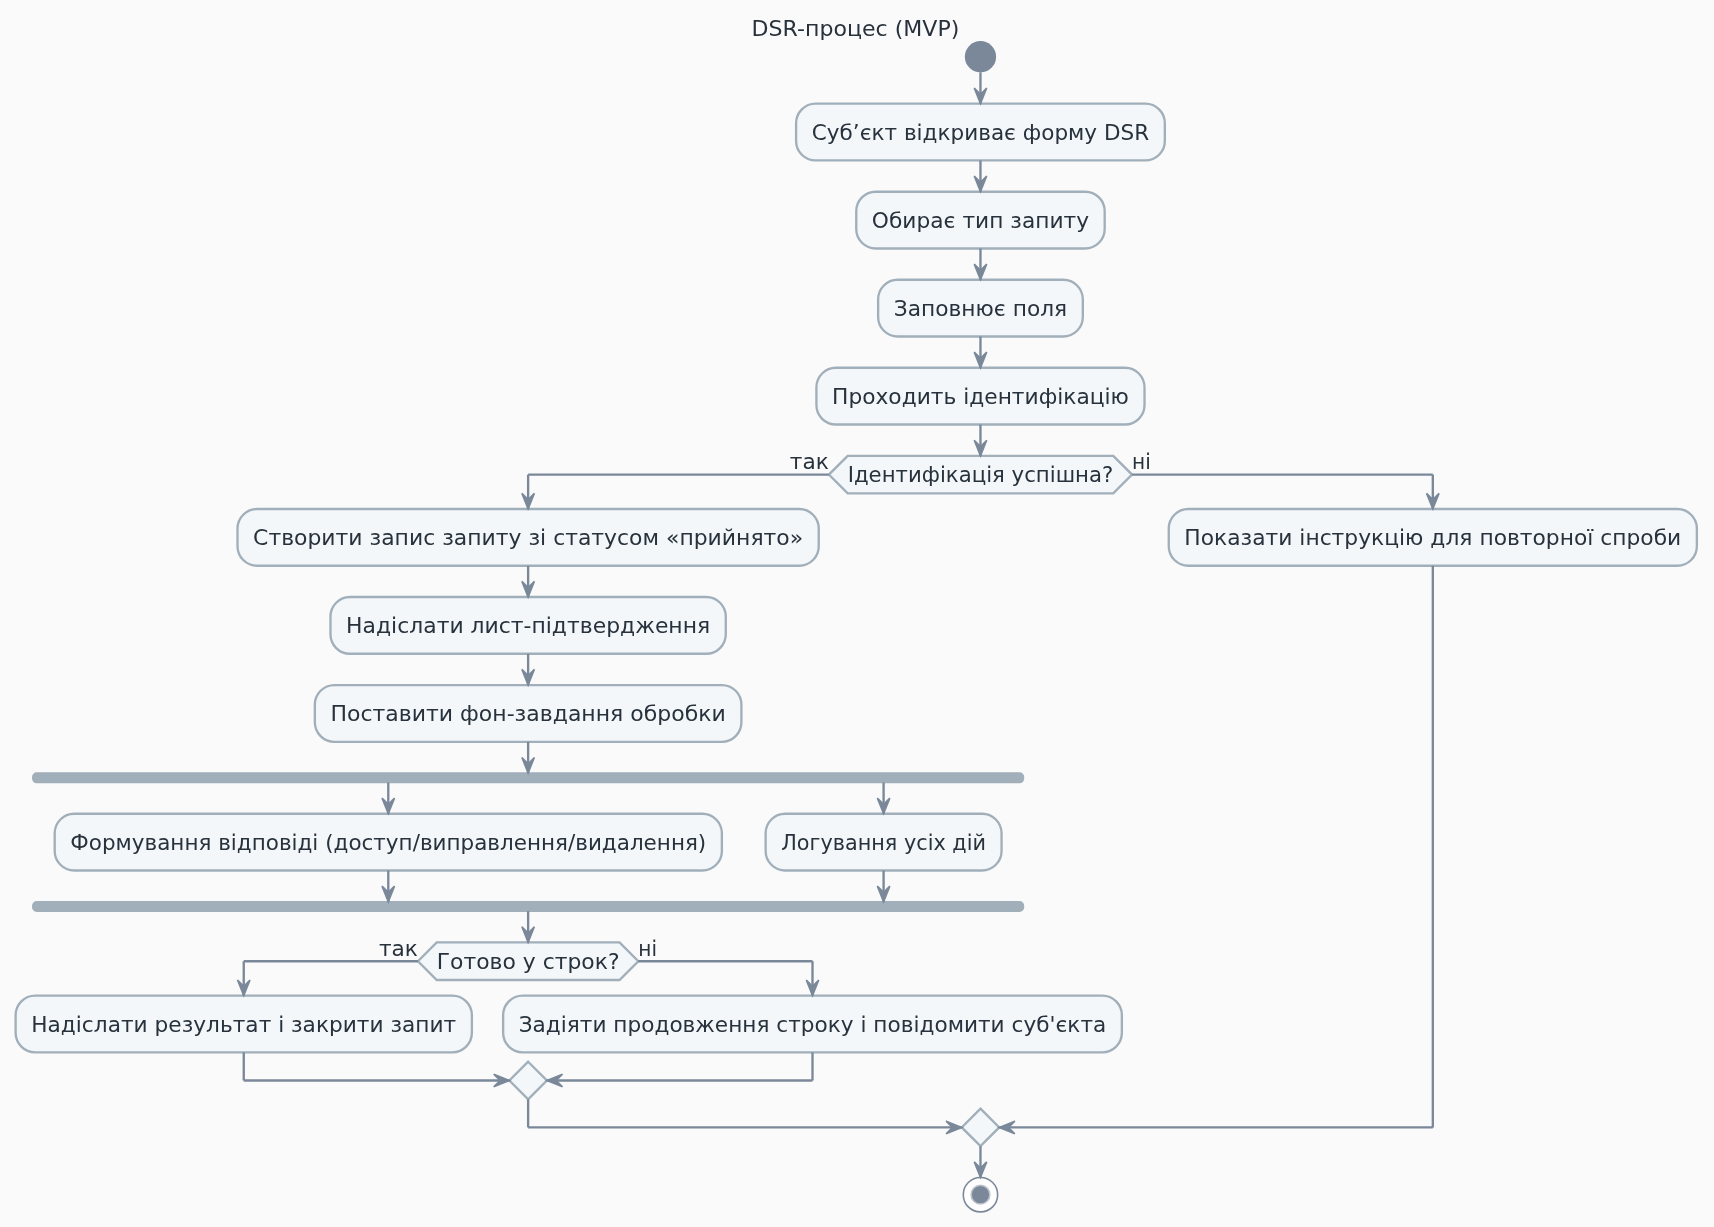 DSR-процес (MVP)
Суб’єкт відкриває форму DSR
Обирає тип запиту
Заповнює поля
Проходить ідентифікацію
так
Ідентифікація успішна?
ні
Створити запис запиту зі статусом «прийнято»
Показати інструкцію для повторної спроби
Надіслати лист-підтвердження
Поставити фон-завдання обробки
Формування відповіді (доступ/виправлення/видалення)
Логування усіх дій
так
Готово у строк?
ні
Надіслати результат і закрити запит
Задіяти продовження строку і повідомити суб'єкта